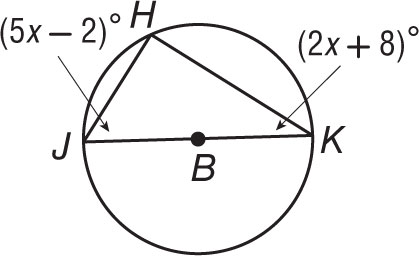 H
(5x − 2)°
(2x + 8)°
J
K
B